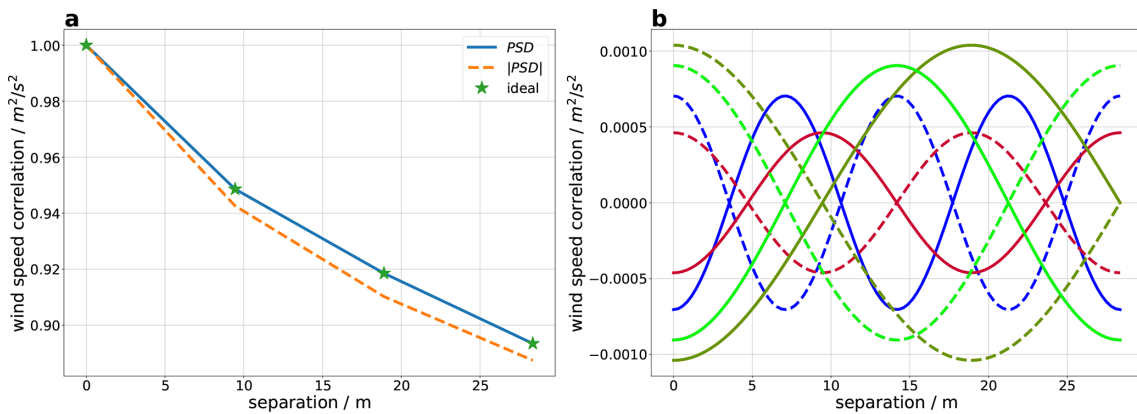 a
wind speed correlation / m²/s²
1.00
0.98
0.96
0.94
0.92
0.90
0
5
10
15
20
25
separation / m
PSD
|PSD|
ideal
b
wind speed correlation / m²/s²
0.0010
0.0005
0.0000
−0.0005
−0.0010
0
5
10
15
20
25
separation / m